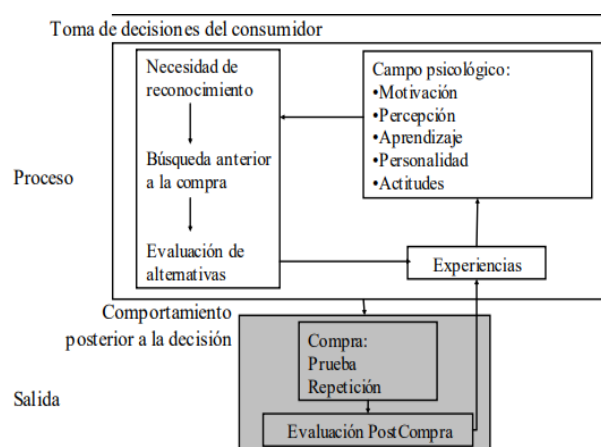 Toma de decisiones del consumidor
Necesidad de
reconocimiento
Búsqueda anterior
a la compra
Evaluación de
alternativas
Campo psicológico:
•Motivación
•Percepción
•Aprendizaje
•Personalidad
•Actitudes
Proceso
Experiencias
Comportamiento
posterior a la decisión
Compra:
Prueba
Repetición
Salida
Evaluación PostCompra